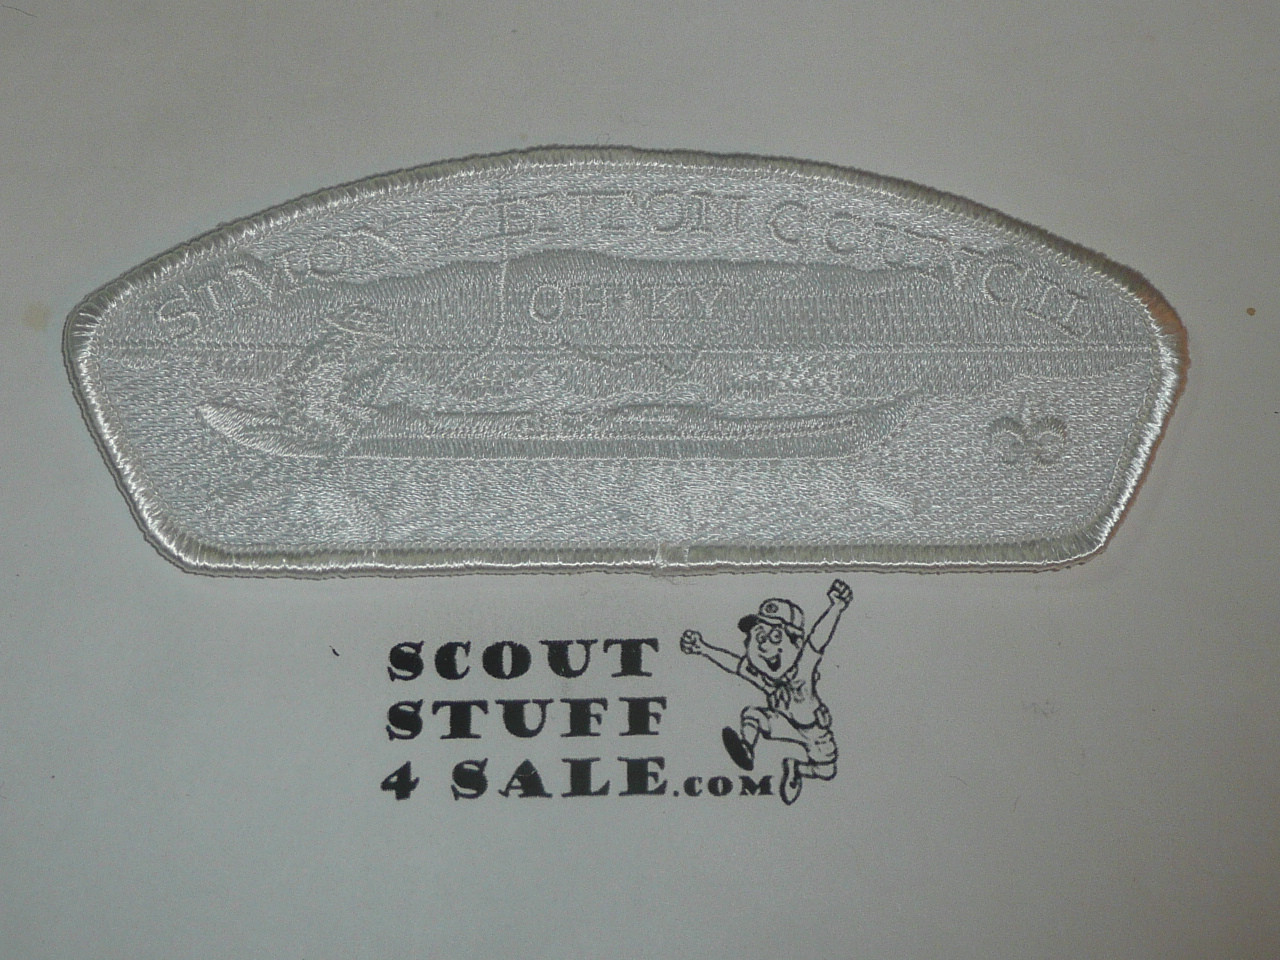 SIMON KENTON COUNCIL
OH-KY
SCOUT
STUFF
4 SALE.COM